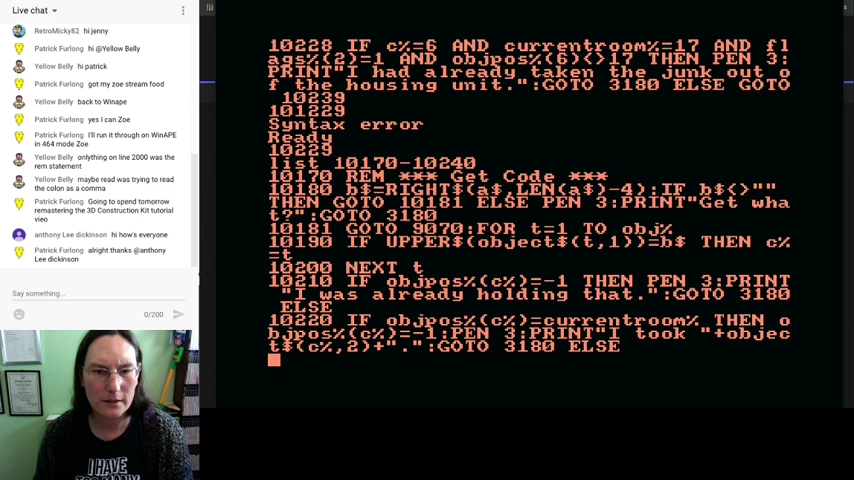 Live chat
RetroMicky82 hi jenny
Patrick Furlong hi @Yellow Belly
Yellow Belly hi patrick
Patrick Furlong got my zoe stream food
Yellow Belly back to Winape
Patrick Furlong yes I can Zoe
Patrick Furlong I'll run it through on WinAPE
in 464 mode Zoe
Yellow Belly onlything on line 2000 was the
rem statement
Yellow Belly maybe read was trying to read
the colon as a comma
Patrick Furlong Going to spend tomorrow
remastering the 3D Construction Kit tutorial
vieo
anthony Lee dickinson hi how's everyone
Patrick Furlong alright thanks @anthony
Lee dickinson
Say something...
0/200
10228 IF c%=6 AND currentroom%=17 AND fl
ags%(2)=1 AND objpos%(6)<>17 THEN PEN 3:
PRINT"I had already taken the junk out o
f the housing unit.":GOTO 3180 ELSE GOTO
10239
101229
Syntax error
Ready
10229
list 10170-10240
10170 REM *** Get Code ***
10180 b$=RIGHT$(a$,LEN(a$)-4):IF b$<>""
THEN GOTO 10181 ELSE PEN 3:PRINT"Get wha
t?":GOTO 3180
10181 GOTO 9070:FOR t=1 TO obj%
10190 IF UPPER$(object$(t,1))=b$ THEN c%
=t
10200 NEXT t
10210 IF objpos%(c%)=-1 THEN PEN 3:PRINT
"I was already holding that.":GOTO 3180
ELSE
10220 IF objpos%(c%)=currentroom% THEN o
bjpos%(c%)=-1:PEN 3:PRINT"I took "+objec
t$(c%,2)+".":GOTO 3180 ELSE
I HAVE
TOO MANY